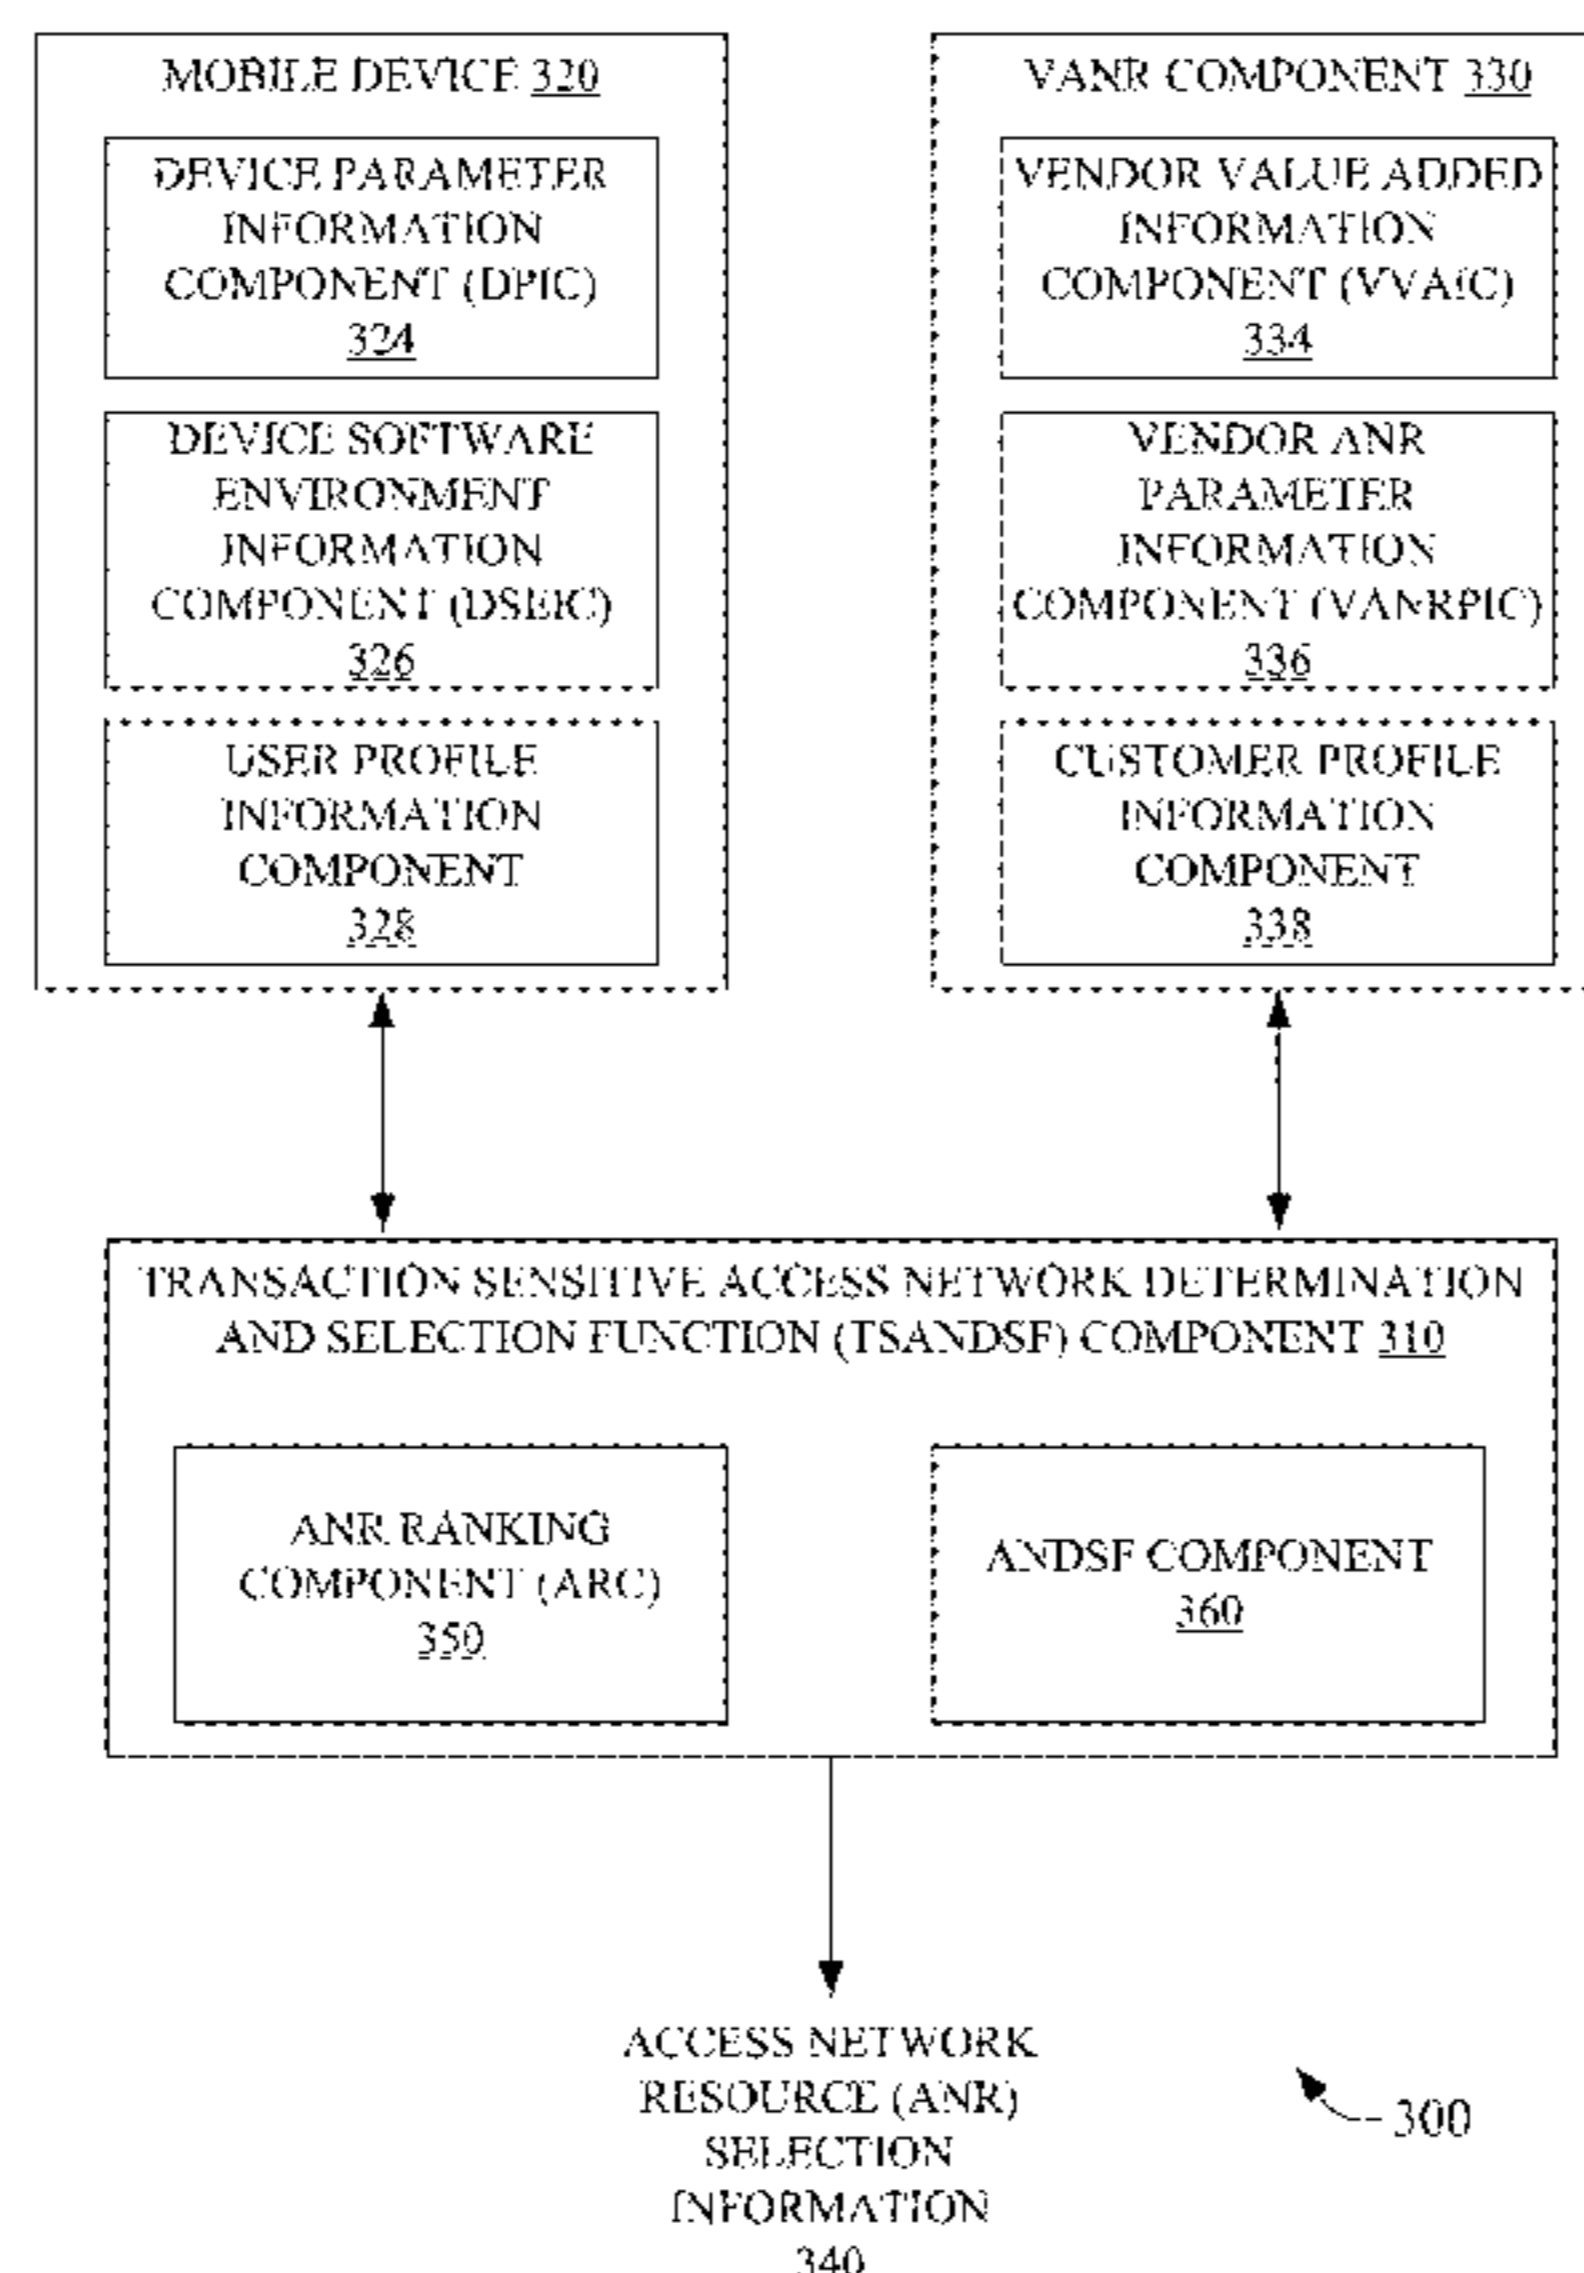 MOBILE DEVICE 320
DEVICE PARAMETER
INFORMATION
COMPONENT (DPIC)
324
DEVICE SOFTWARE
ENVIRONMENT
INFORMATION
COMPONENT (DSEIC)
326
USER PROFILE
INFORMATION
COMPONENT
328
VANR COMPONENT 330
VENDOR VALUE ADDED
INFORMATION
COMPONENT (VVAIC)
334
VENDOR ANR
PARAMETER
INFORMATION
COMPONENT (VANRPIC)
336
CUSTOMER PROFILE
INFORMATION
COMPONENT
338
TRANSACTION SENSITIVE ACCESS NETWORK DETERMINATION
AND SELECTION FUNCTION (TSANDSF) COMPONENT 310
ANR RANKING
COMPONENT (ARC)
350
ANDSF COMPONENT
360
ACCESS NETWORK
RESOURCE (ANR)
SELECTION
INFORMATION
340
300